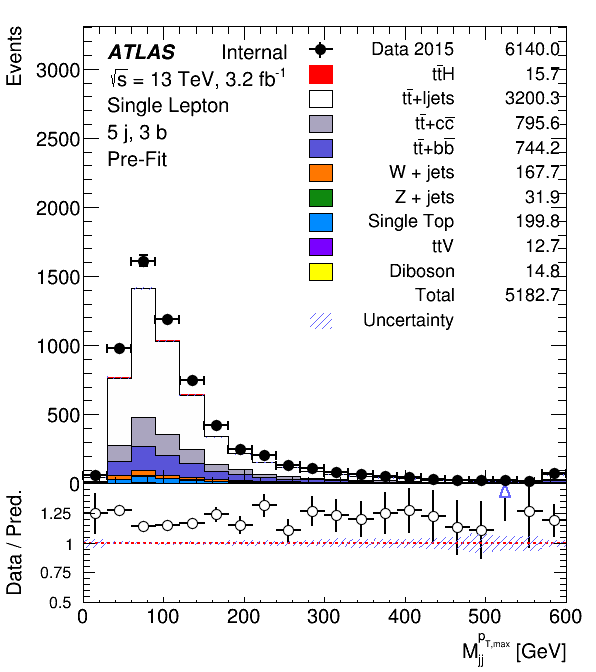 Events
ATLAS Internal
√s = 13 TeV, 3.2 fb⁻¹
Single Lepton
5 j, 3 b
Pre-Fit
Data 2015 6140.0
tt̄H 15.7
tt̄+ljets 3200.3
tt̄+cc̄ 795.6
tt̄+bb̄ 744.2
W + jets 167.7
Z + jets 31.9
Single Top 199.8
ttV 12.7
Diboson 14.8
Total 5182.7
Uncertainty
3000
2500
2000
1500
1000
500
0
Data / Pred.
1.25
1
0.75
0.5
0 100 200 300 400 500 600
M_jj^{p_{T,max}} [GeV]